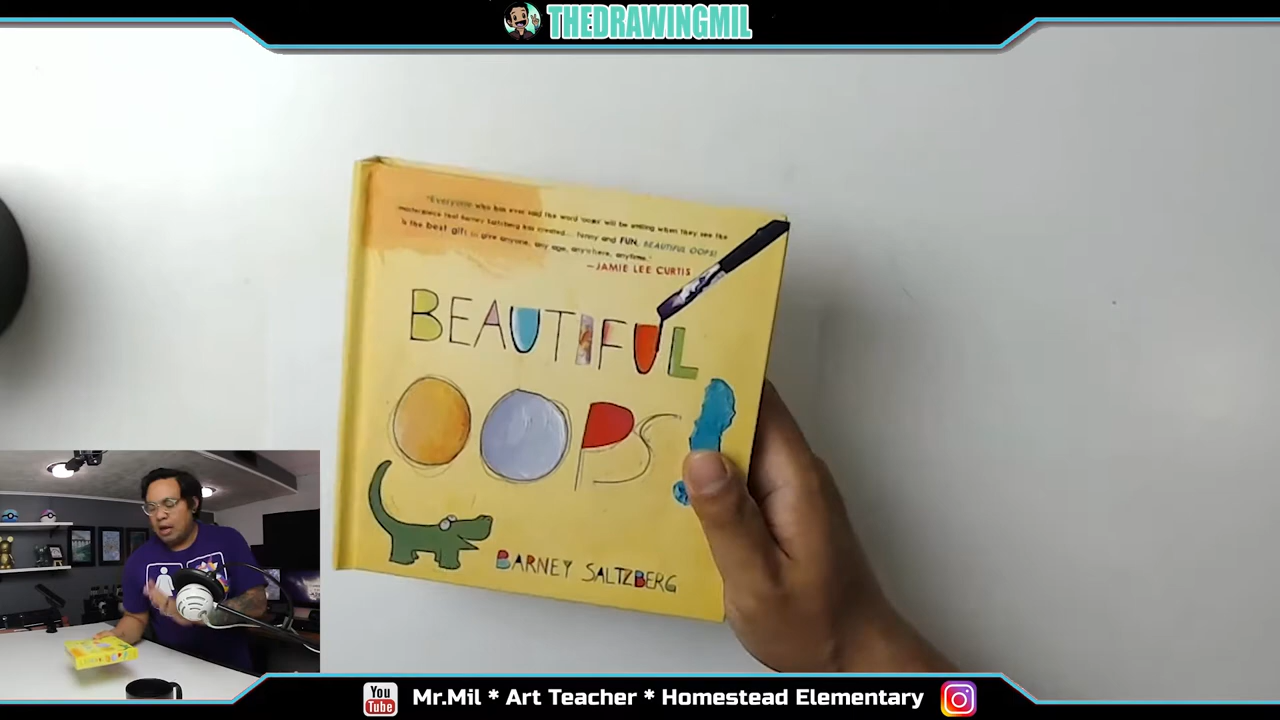 THEDRAWINGMIL
"Everyone who has ever said the word 'oops' will be smiling when they see the
masterpiece that Barney Saltzberg has created... Funny and FUN, BEAUTIFUL OOPS!
is the best gift to give anyone, any age, anywhere, anytime."
—JAMIE LEE CURTIS
BEAUTIFUL
OOPS!
BARNEY SALTZBERG
You
Tube
Mr.Mil * Art Teacher * Homestead Elementary